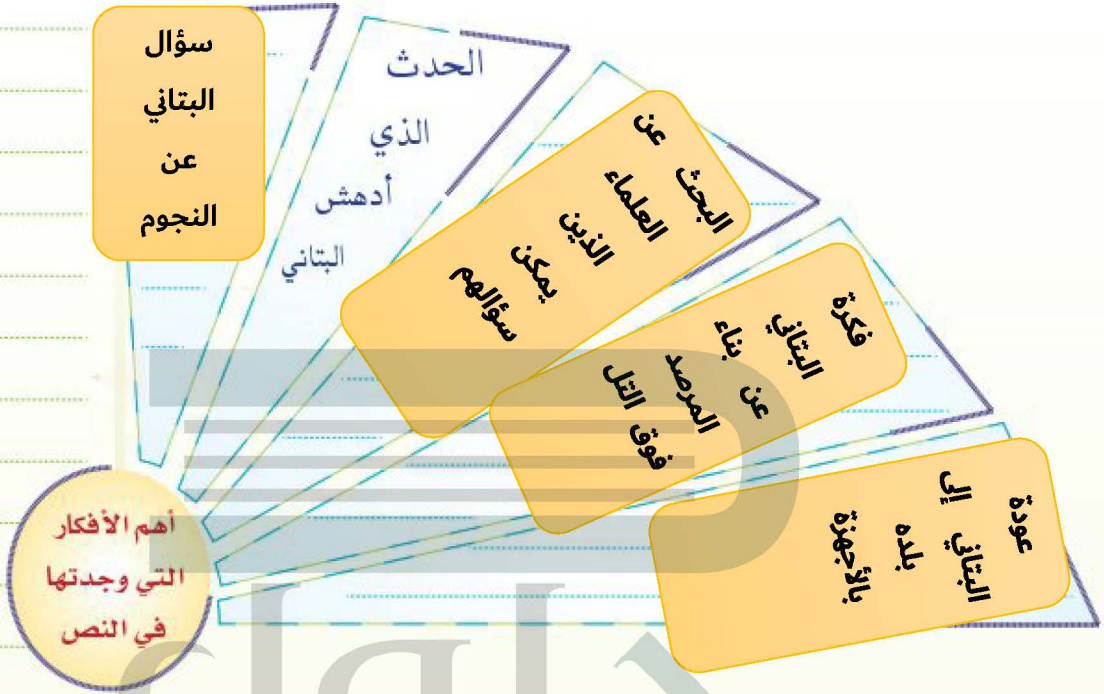 سؤال
البتاني
عن
النجوم
الحدث
الذي
أدهش
البتاني
البحث عن
العلماء
الذين
يمكن
سؤالهم
فكرة
البتاني
عن بناء
المرصد
فوق التل
عودة
البتاني إلى
بلده
بالأجهزة
أهم الأفكار
التي وجدتها
في النص